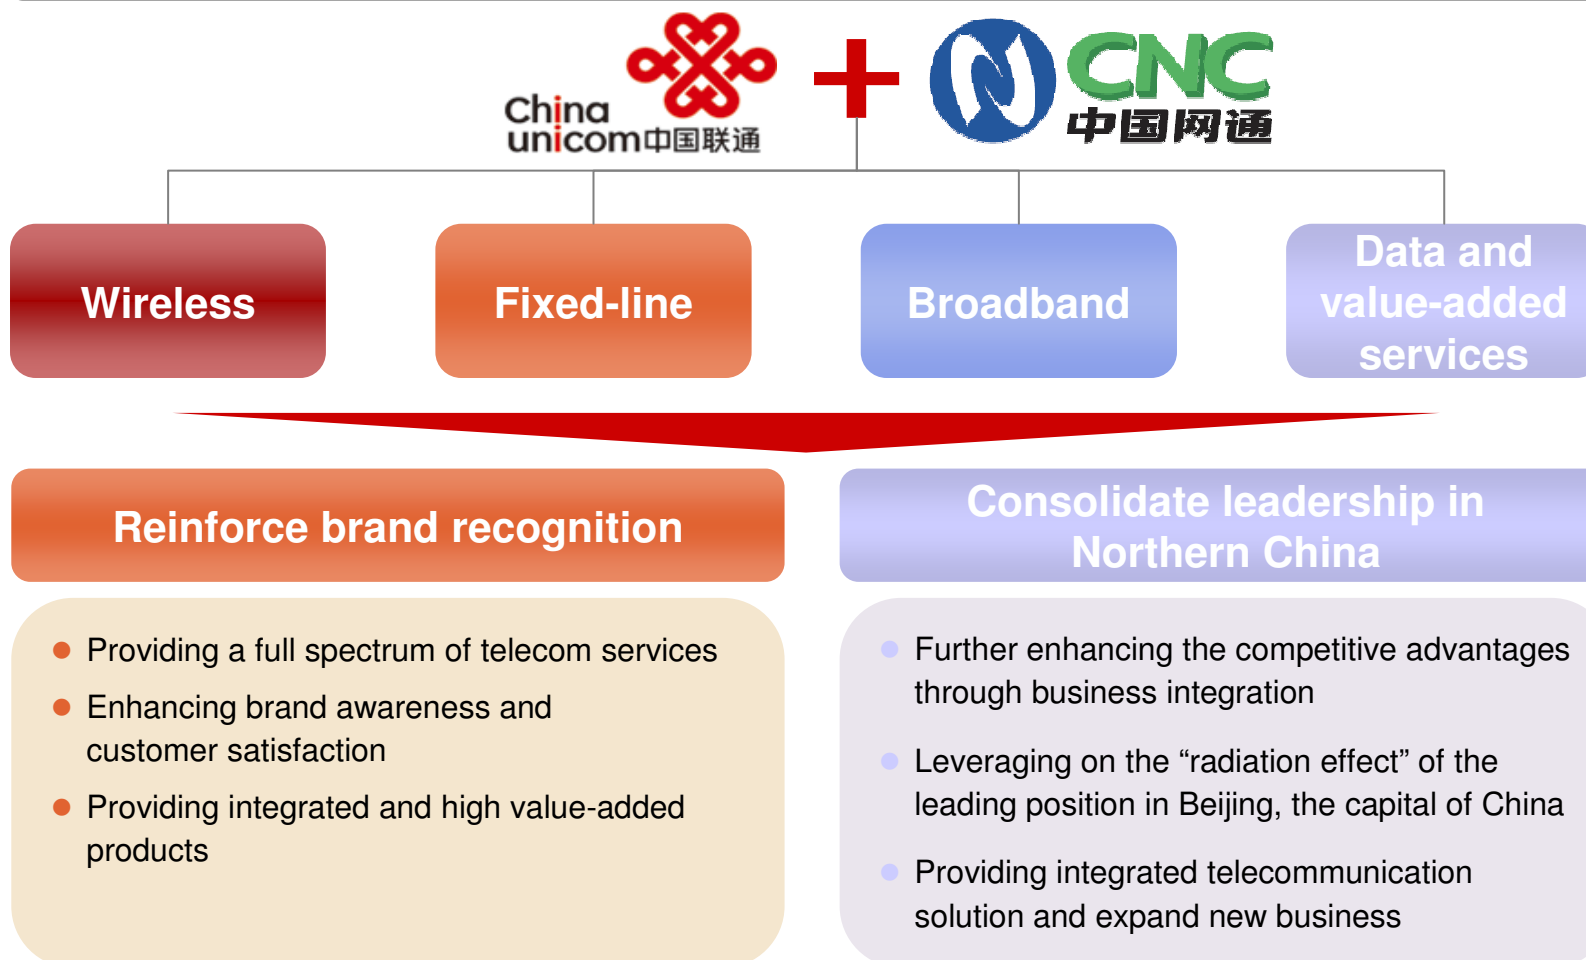 China
unicom中国联通
CNC
中国网通
Wireless
Fixed-line
Broadband
Data and
value-added
services
Reinforce brand recognition
Providing a full spectrum of telecom services
Enhancing brand awareness and
customer satisfaction
Providing integrated and high value-added
products
Consolidate leadership in
Northern China
Further enhancing the competitive advantages
through business integration
Leveraging on the “radiation effect” of the
leading position in Beijing, the capital of China
Providing integrated telecommunication
solution and expand new business